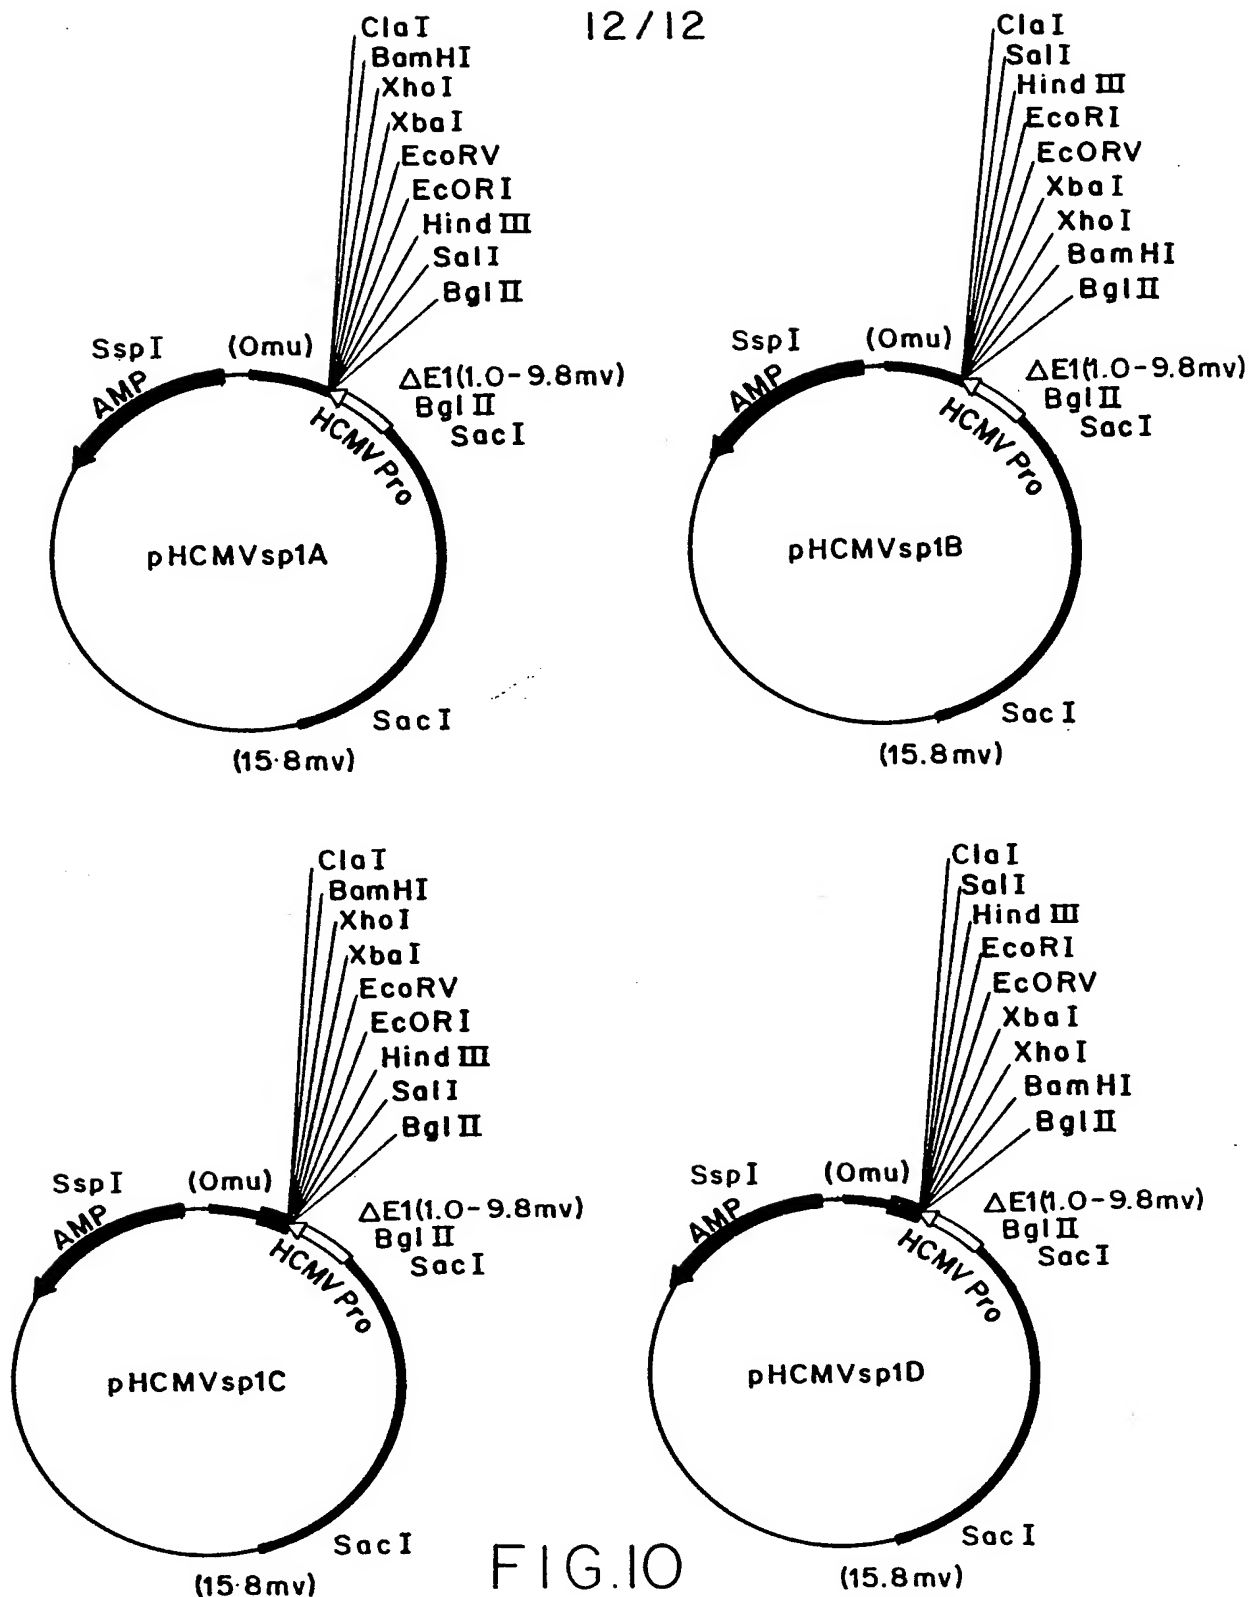 12/12
ClaI
BamHI
XhoI
XbaI
EcoRV
EcORI
Hind III
SalI
BglII
SspI
(Omu)
AMP
ΔE1(1.0-9.8mv)
BglII
SacI
HCMV Pro
pHCMVsp1A
SacI
(15·8mv)
ClaI
SalI
Hind III
EcoRI
EcORV
XbaI
XhoI
BamHI
BglII
SspI
(Omu)
AMP
ΔE1(1.0-9.8mv)
BglII
SacI
HCMV Pro
pHCMVsp1B
SacI
(15.8mv)
ClaI
BamHI
XhoI
XbaI
EcoRV
EcORI
Hind III
SalI
BglII
SspI
(Omu)
AMP
ΔE1(1.0-9.8mv)
BglII
SacI
HCMV Pro
pHCMVsp1C
SacI
(15·8mv)
ClaI
SalI
Hind III
EcoRI
EcORV
XbaI
XhoI
BamHI
BglII
SspI
(Omu)
AMP
ΔE1(1.0-9.8mv)
BglII
SacI
HCMV Pro
pHCMVsp1D
SacI
(15.8mv)
FIG.10